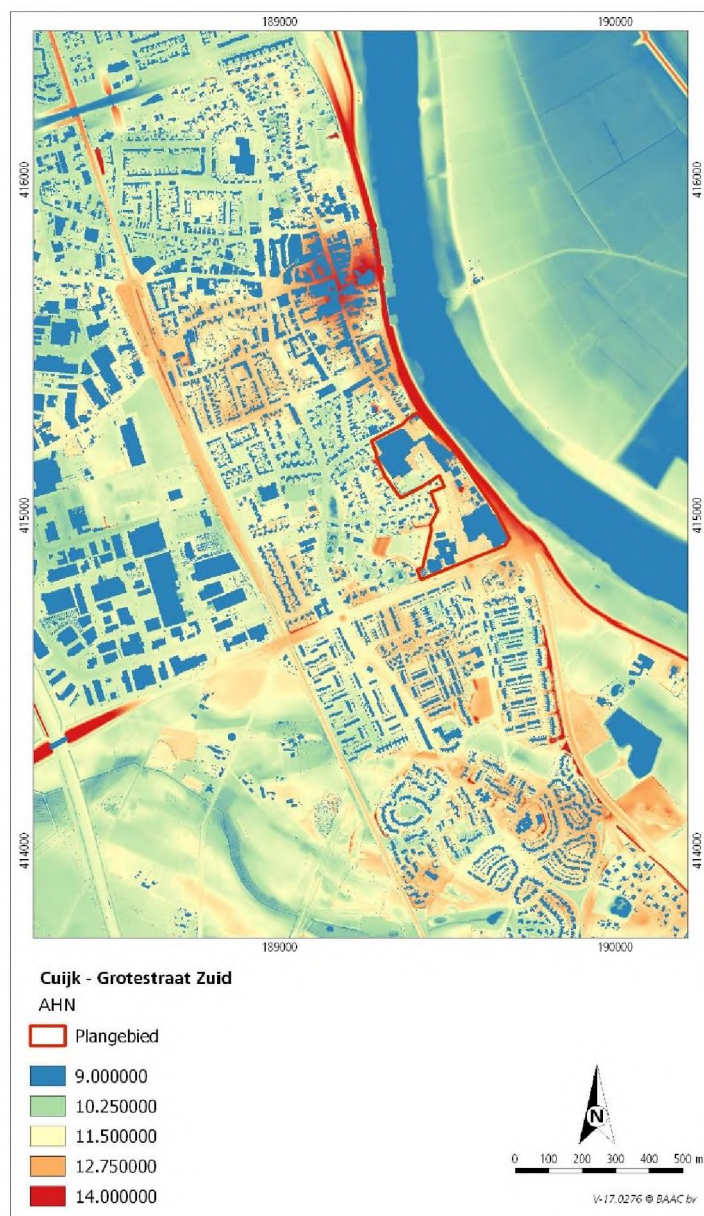 189000 190000
416000 416000
415000 415000
414000 414000
189000 190000
Cuijk - Grotestraat Zuid
AHN
Plangebied
9.000000
10.250000
11.500000
12.750000
14.000000
N
0 100 200 300 400 500 m
V-17.0276 © BAAC bv